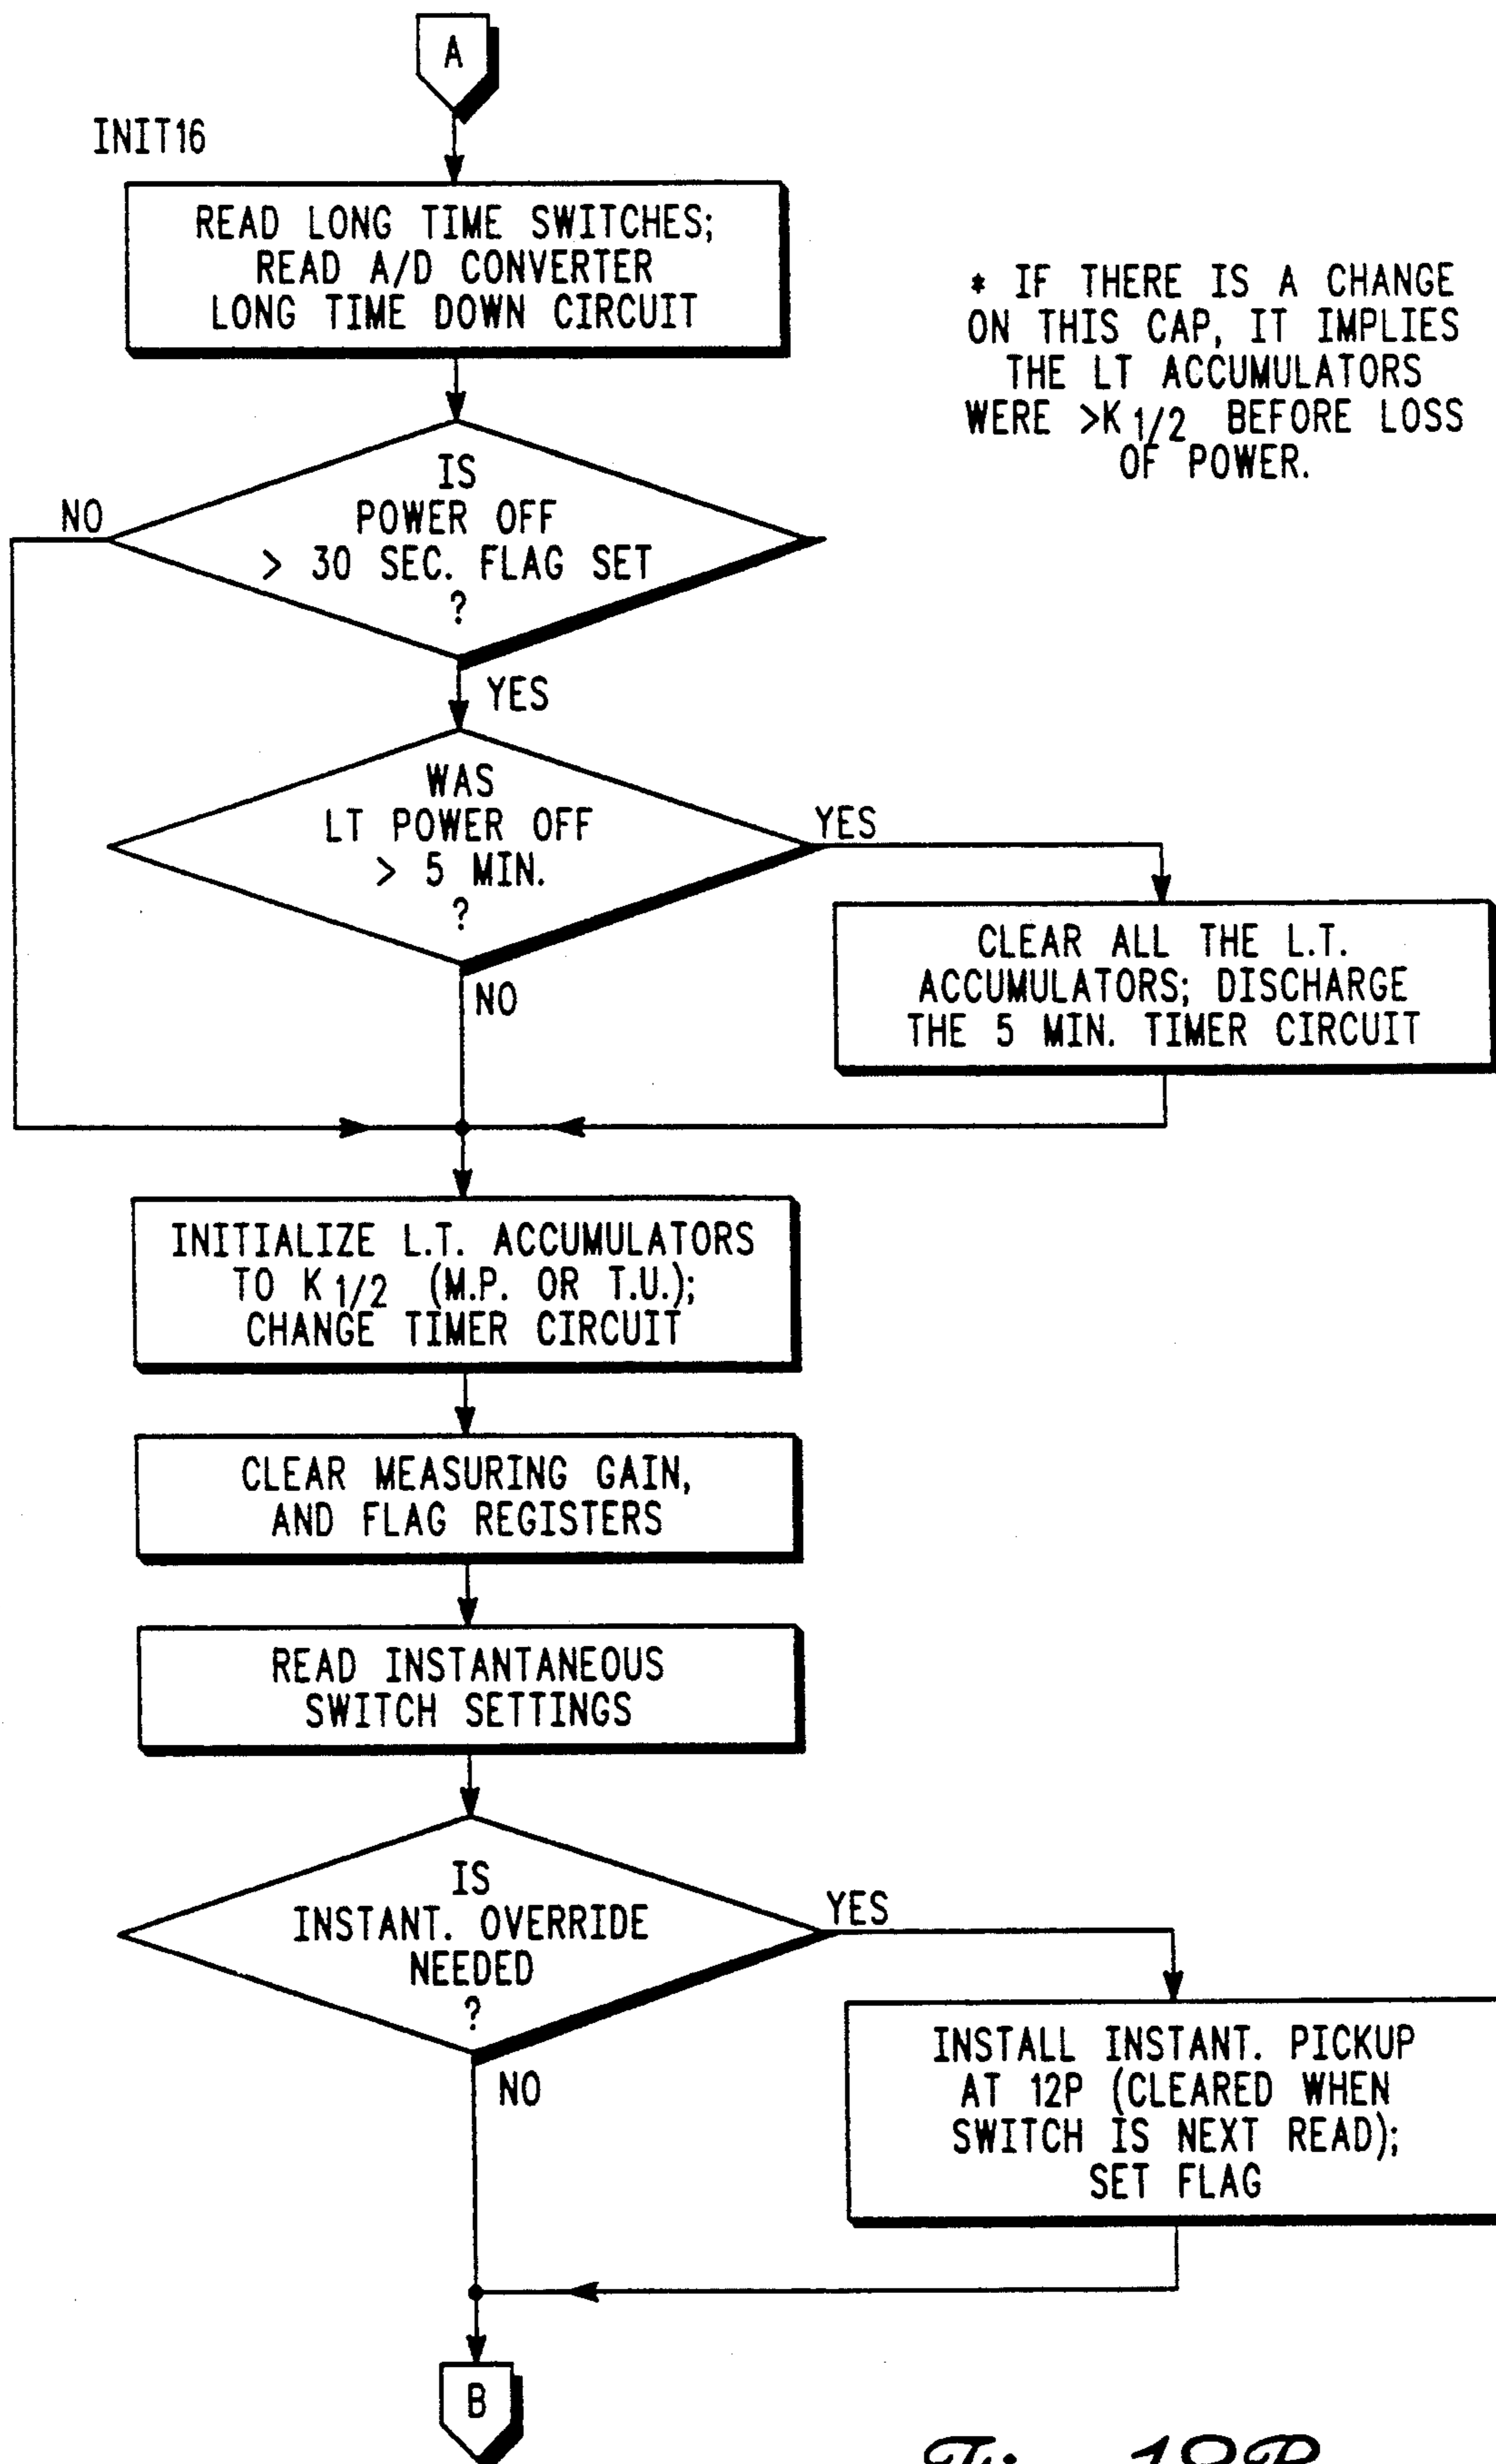 A
INIT16
READ LONG TIME SWITCHES;
READ A/D CONVERTER
LONG TIME DOWN CIRCUIT
* IF THERE IS A CHANGE
ON THIS CAP, IT IMPLIES
THE LT ACCUMULATORS
WERE >K 1/2 BEFORE LOSS
OF POWER.
IS
POWER OFF
> 30 SEC. FLAG SET
?
NO
YES
WAS
LT POWER OFF
> 5 MIN.
?
YES
NO
CLEAR ALL THE L.T.
ACCUMULATORS; DISCHARGE
THE 5 MIN. TIMER CIRCUIT
INITIALIZE L.T. ACCUMULATORS
TO K 1/2 (M.P. OR T.U.);
CHANGE TIMER CIRCUIT
CLEAR MEASURING GAIN,
AND FLAG REGISTERS
READ INSTANTANEOUS
SWITCH SETTINGS
IS
INSTANT. OVERRIDE
NEEDED
?
YES
NO
INSTALL INSTANT. PICKUP
AT 12P (CLEARED WHEN
SWITCH IS NEXT READ);
SET FLAG
B